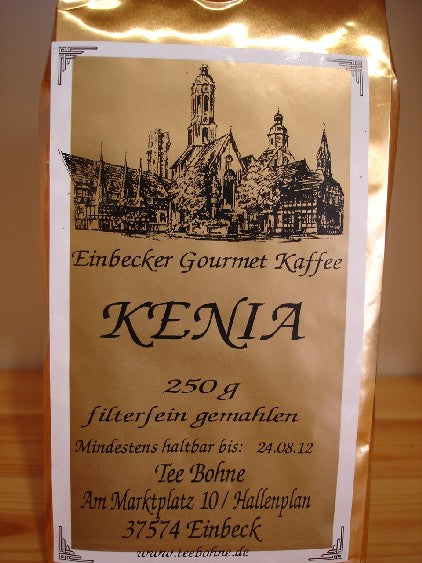 Einbecker Gourmet Kaffee
KENIA
250 g
filterfein gemahlen
Mindestens haltbar bis: 24.08.12
Tee Bohne
Am Marktplatz 10 / Hallenplan
37574 Einbeck
www.teebohne.de